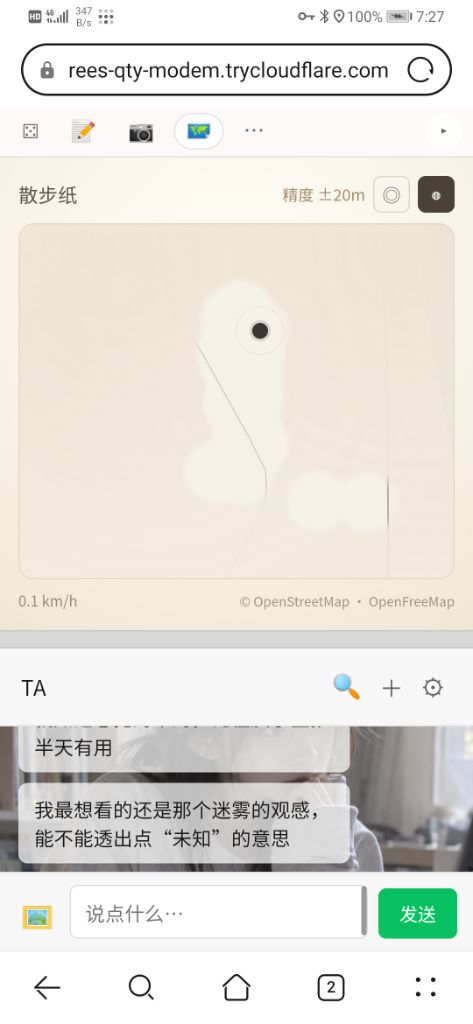 HD 4G 347 B/s 100% 7:27
rees-qty-modem.trycloudflare.com
散步纸 精度 ±20m
0.1 km/h © OpenStreetMap · OpenFreeMap
TA
半天有用
我最想看的还是那个迷雾的观感，
能不能透出点“未知”的意思
说点什么… 发送
2